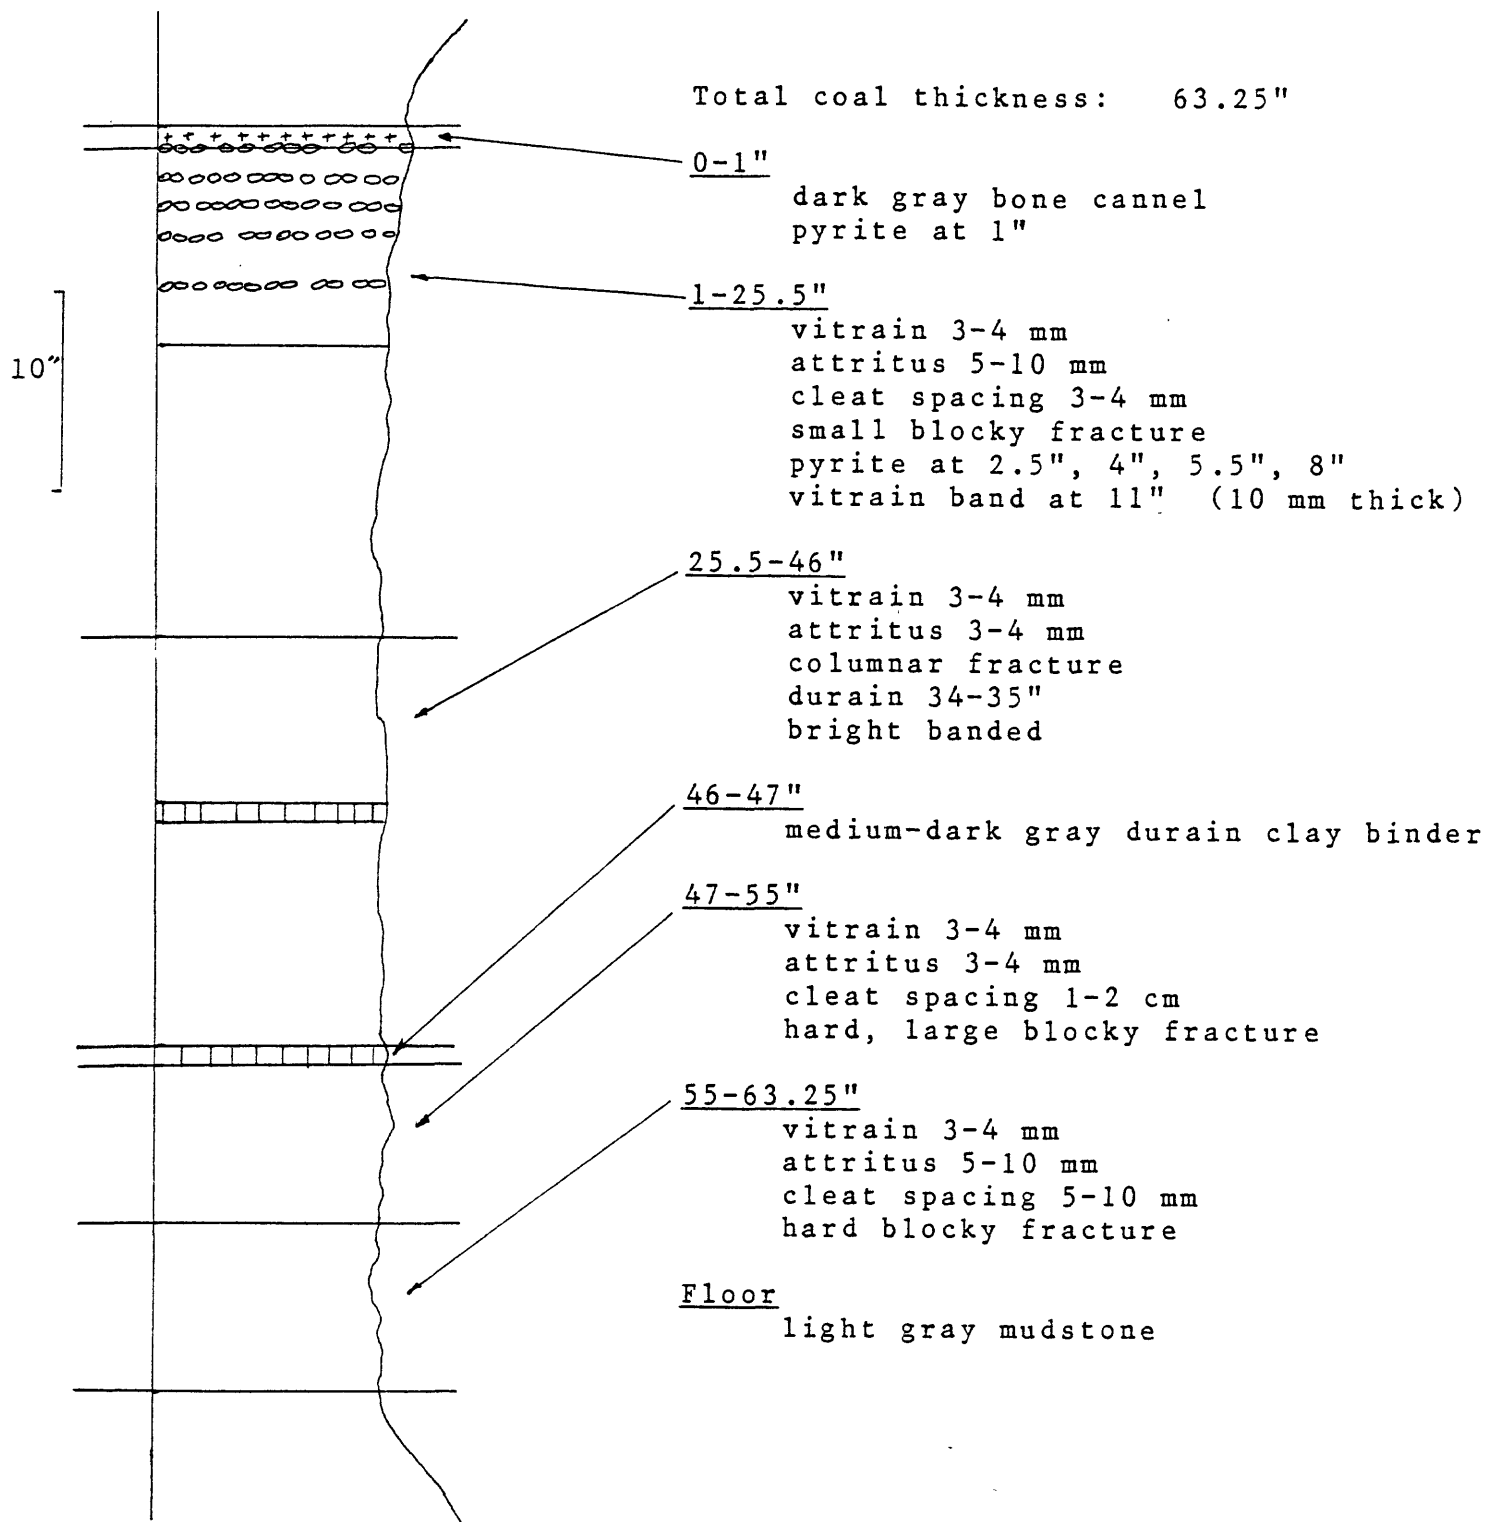 Total coal thickness: 63.25"
0-1"
dark gray bone cannel
pyrite at 1"
1-25.5"
vitrain 3-4 mm
attritus 5-10 mm
cleat spacing 3-4 mm
small blocky fracture
pyrite at 2.5", 4", 5.5", 8"
vitrain band at 11" (10 mm thick)
10"
25.5-46"
vitrain 3-4 mm
attritus 3-4 mm
columnar fracture
durain 34-35"
bright banded
46-47"
medium-dark gray durain clay binder
47-55"
vitrain 3-4 mm
attritus 3-4 mm
cleat spacing 1-2 cm
hard, large blocky fracture
55-63.25"
vitrain 3-4 mm
attritus 5-10 mm
cleat spacing 5-10 mm
hard blocky fracture
Floor
light gray mudstone